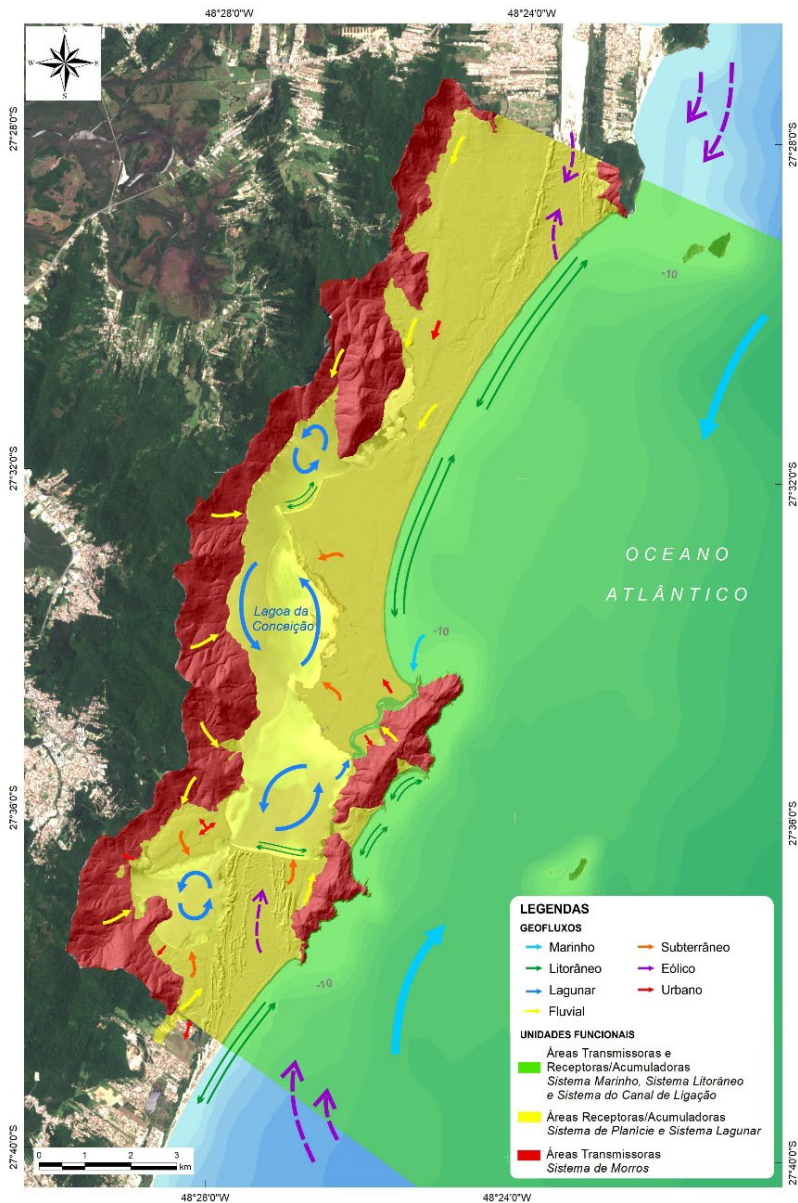 48°28'0"W
48°24'0"W
N
W
E
S
27°28'0"S
27°28'0"S
-10
27°32'0"S
27°32'0"S
OCEANO
ATLÂNTICO
Lagoa da
Conceição
-10
27°36'0"S
27°36'0"S
-10
LEGENDAS
GEOFLUXOS
Marinho
Subterrâneo
Litorâneo
Eólico
Lagunar
Urbano
Fluvial
UNIDADES FUNCIONAIS
Áreas Transmissoras e
Receptoras/Acumuladoras
Sistema Marinho, Sistema Litorâneo
e Sistema do Canal de Ligação
Áreas Receptoras/Acumuladoras
Sistema de Planície e Sistema Lagunar
Áreas Transmissoras
Sistema de Morros
27°40'0"S
27°40'0"S
0 1 2 3
km
48°28'0"W
48°24'0"W